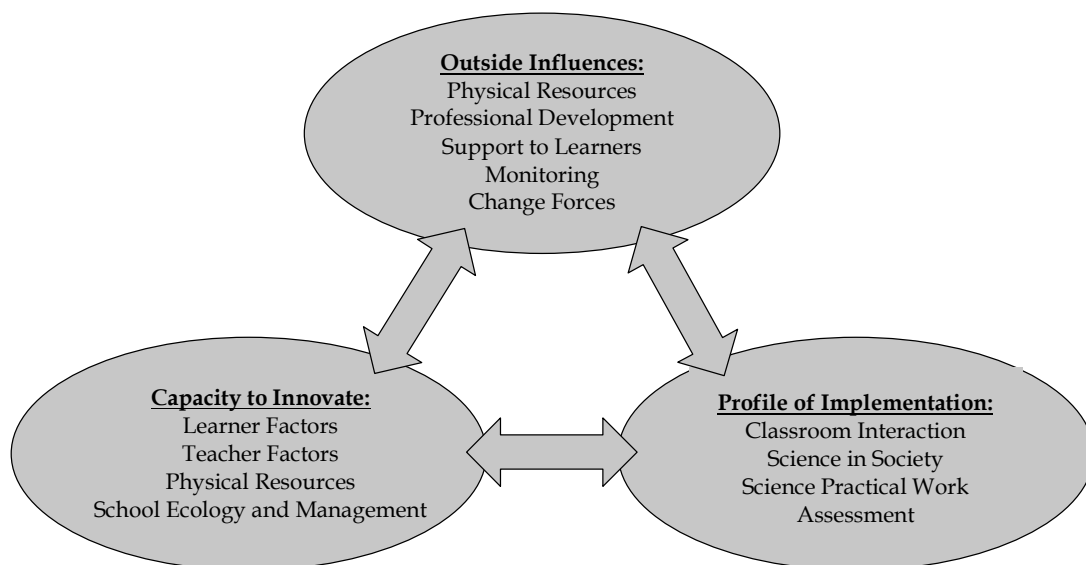 Outside Influences:
Physical Resources
Professional Development
Support to Learners
Monitoring
Change Forces
Capacity to Innovate:
Learner Factors
Teacher Factors
Physical Resources
School Ecology and Management
Profile of Implementation:
Classroom Interaction
Science in Society
Science Practical Work
Assessment